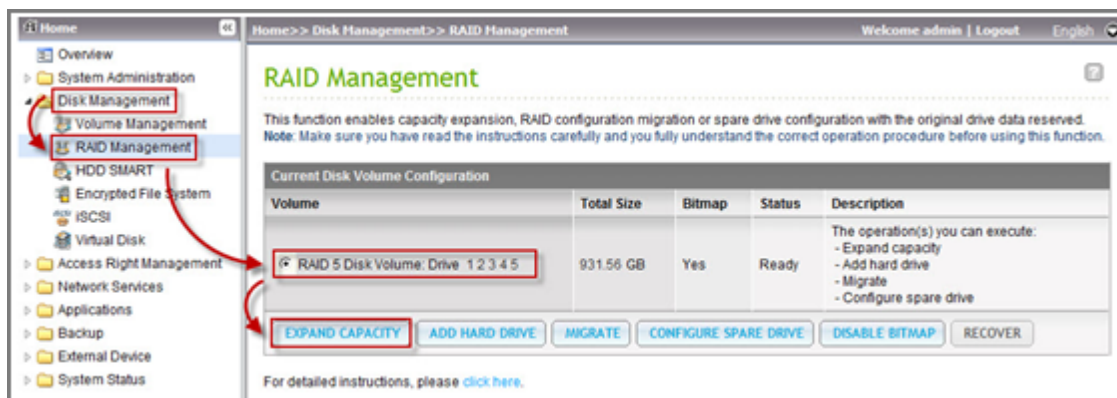 Home
Home>> Disk Management>> RAID Management
Welcome admin | Logout
English
Overview
System Administration
Disk Management
Volume Management
RAID Management
HDD SMART
Encrypted File System
iSCSI
Virtual Disk
Access Right Management
Network Services
Applications
Backup
External Device
System Status
RAID Management
?
This function enables capacity expansion, RAID configuration migration or spare drive configuration with the original drive data reserved.
Note: Make sure you have read the instructions carefully and you fully understand the correct operation procedure before using this function.
Current Disk Volume Configuration
Volume Total Size Bitmap Status Description
RAID 5 Disk Volume: Drive 1 2 3 4 5
931.56 GB Yes Ready
The operation(s) you can execute:
- Expand capacity
- Add hard drive
- Migrate
- Configure spare drive
EXPAND CAPACITY ADD HARD DRIVE MIGRATE CONFIGURE SPARE DRIVE DISABLE BITMAP RECOVER
For detailed instructions, please click here.